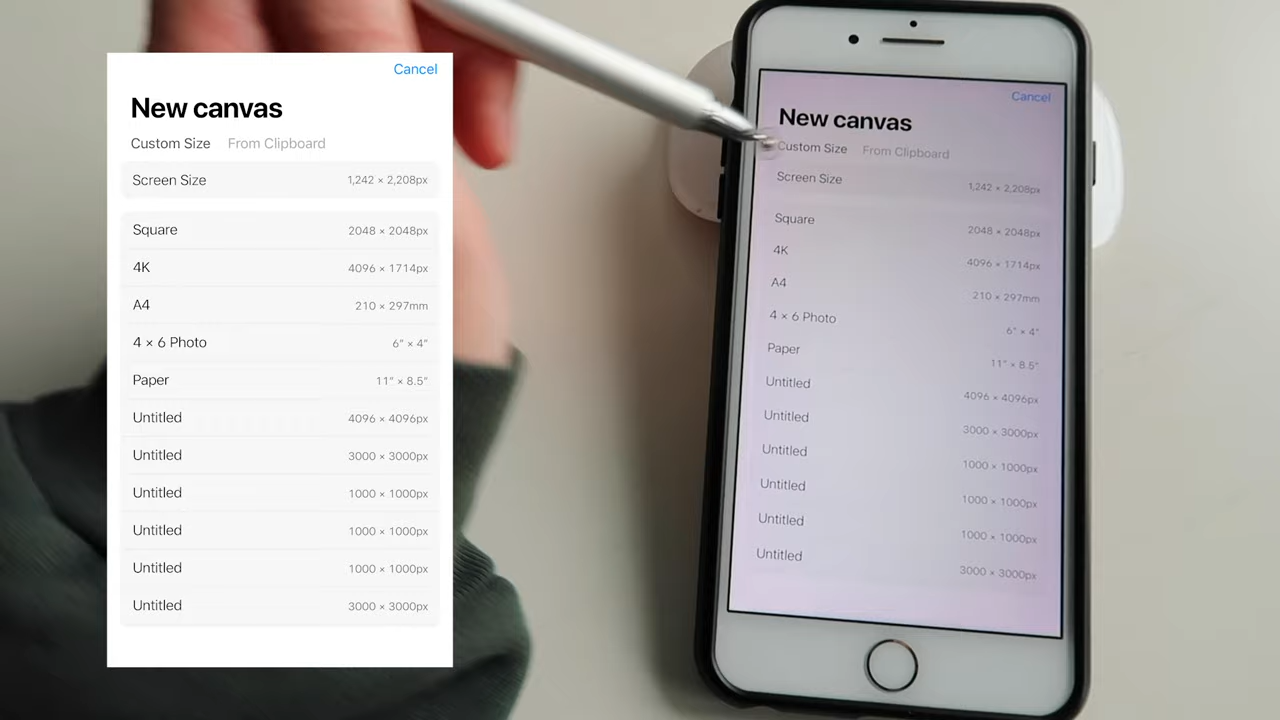 Cancel
New canvas
Custom Size From Clipboard
Screen Size 1,242 × 2,208px
Square 2048 × 2048px
4K 4096 × 1714px
A4 210 × 297mm
4 × 6 Photo 6" × 4"
Paper 11" × 8.5"
Untitled 4096 × 4096px
Untitled 3000 × 3000px
Untitled 1000 × 1000px
Untitled 1000 × 1000px
Untitled 1000 × 1000px
Untitled 3000 × 3000px
Cancel
New canvas
Custom Size From Clipboard
Screen Size 1,242 × 2,208px
Square 2048 × 2048px
4K 4096 × 1714px
A4 210 × 297mm
4 × 6 Photo 6" × 4"
Paper 11" × 8.5"
Untitled 4096 × 4096px
Untitled 3000 × 3000px
Untitled 1000 × 1000px
Untitled 1000 × 1000px
Untitled 1000 × 1000px
Untitled 3000 × 3000px